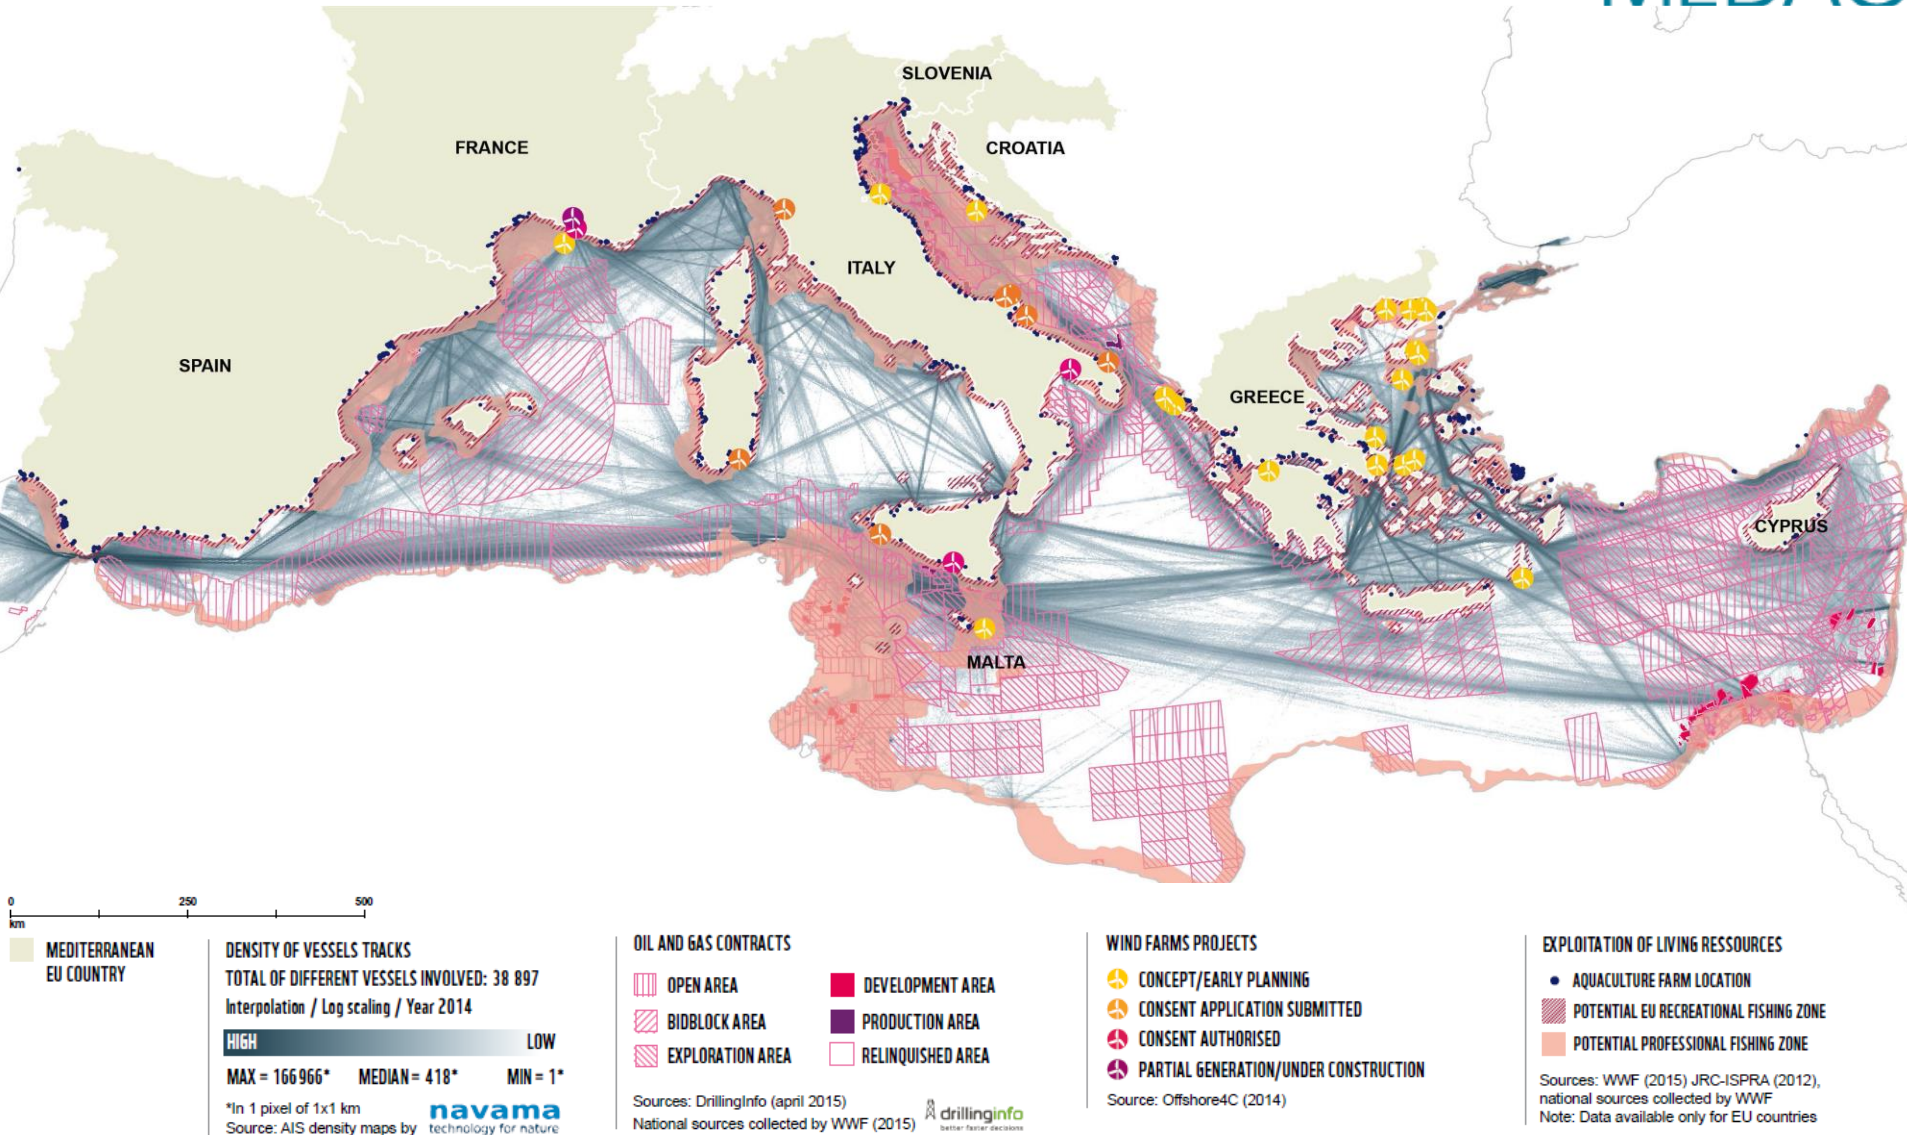 SLOVENIA
FRANCE
CROATIA
ITALY
SPAIN
GREECE
CYPRUS
MALTA
0 250 500
km
MEDITERRANEAN
EU COUNTRY
DENSITY OF VESSELS TRACKS
TOTAL OF DIFFERENT VESSELS INVOLVED: 38 897
Interpolation / Log scaling / Year 2014
HIGH LOW
MAX = 166 966* MEDIAN = 418* MIN = 1*
*In 1 pixel of 1x1 km
Source: AIS density maps by
navama
technology for nature
OIL AND GAS CONTRACTS
OPEN AREA
BIDBLOCK AREA
EXPLORATION AREA
DEVELOPMENT AREA
PRODUCTION AREA
RELINQUISHED AREA
Sources: DrillingInfo (april 2015)
National sources collected by WWF (2015)
drillinginfo
better faster decisions
WIND FARMS PROJECTS
CONCEPT/EARLY PLANNING
CONSENT APPLICATION SUBMITTED
CONSENT AUTHORISED
PARTIAL GENERATION/UNDER CONSTRUCTION
Source: Offshore4C (2014)
EXPLOITATION OF LIVING RESSOURCES
AQUACULTURE FARM LOCATION
POTENTIAL EU RECREATIONAL FISHING ZONE
POTENTIAL PROFESSIONAL FISHING ZONE
Sources: WWF (2015) JRC-ISPRA (2012),
national sources collected by WWF
Note: Data available only for EU countries